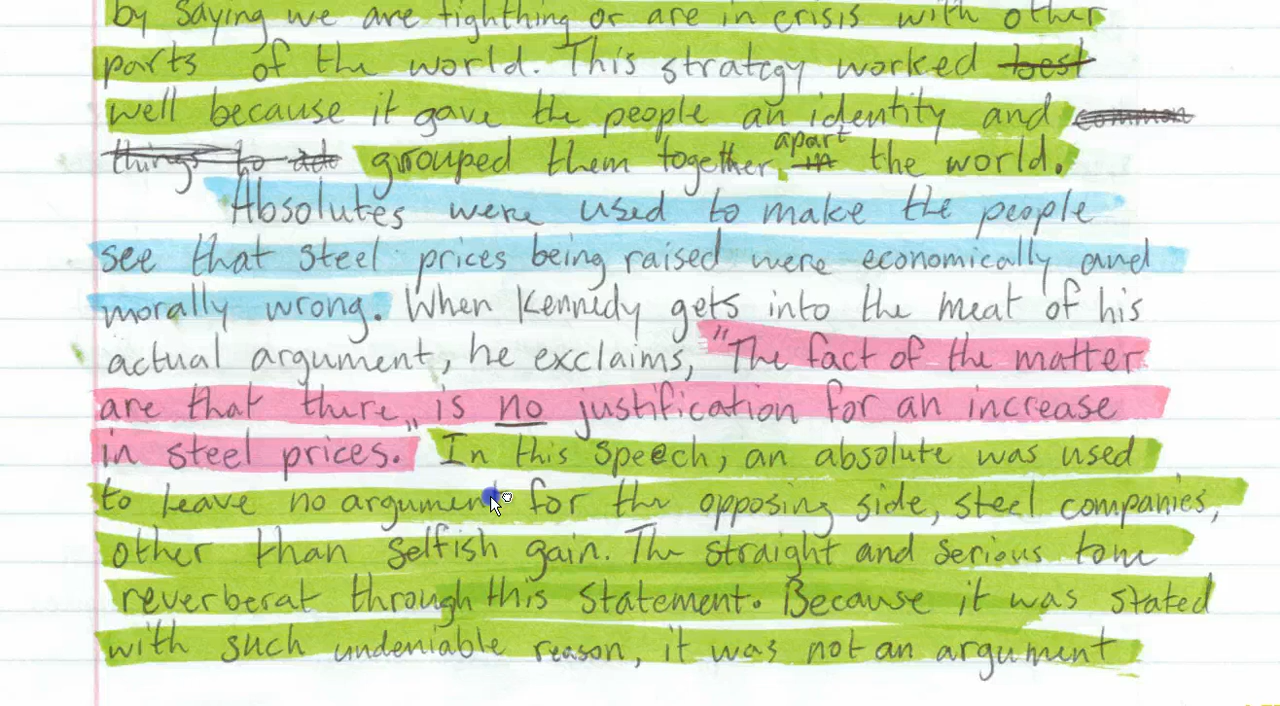 by saying we are fighthing or are in crisis with other
parts of the world. This strategy worked best
well because it gave the people an identity and common
things to add grouped them together, apart in the world.
Absolutes were used to make the people
see that steel prices being raised were economically and
morally wrong. When Kennedy gets into the meat of his
actual argument, he exclaims, "The fact of the matter
are that there" is no justification for an increase
in steel prices. In this speech, an absolute was used
to leave no argument for the opposing side, steel companies,
other than selfish gain. The straight and serious tone
reverberat through this statement. Because it was stated
with such undeniable reason, it was not an argument